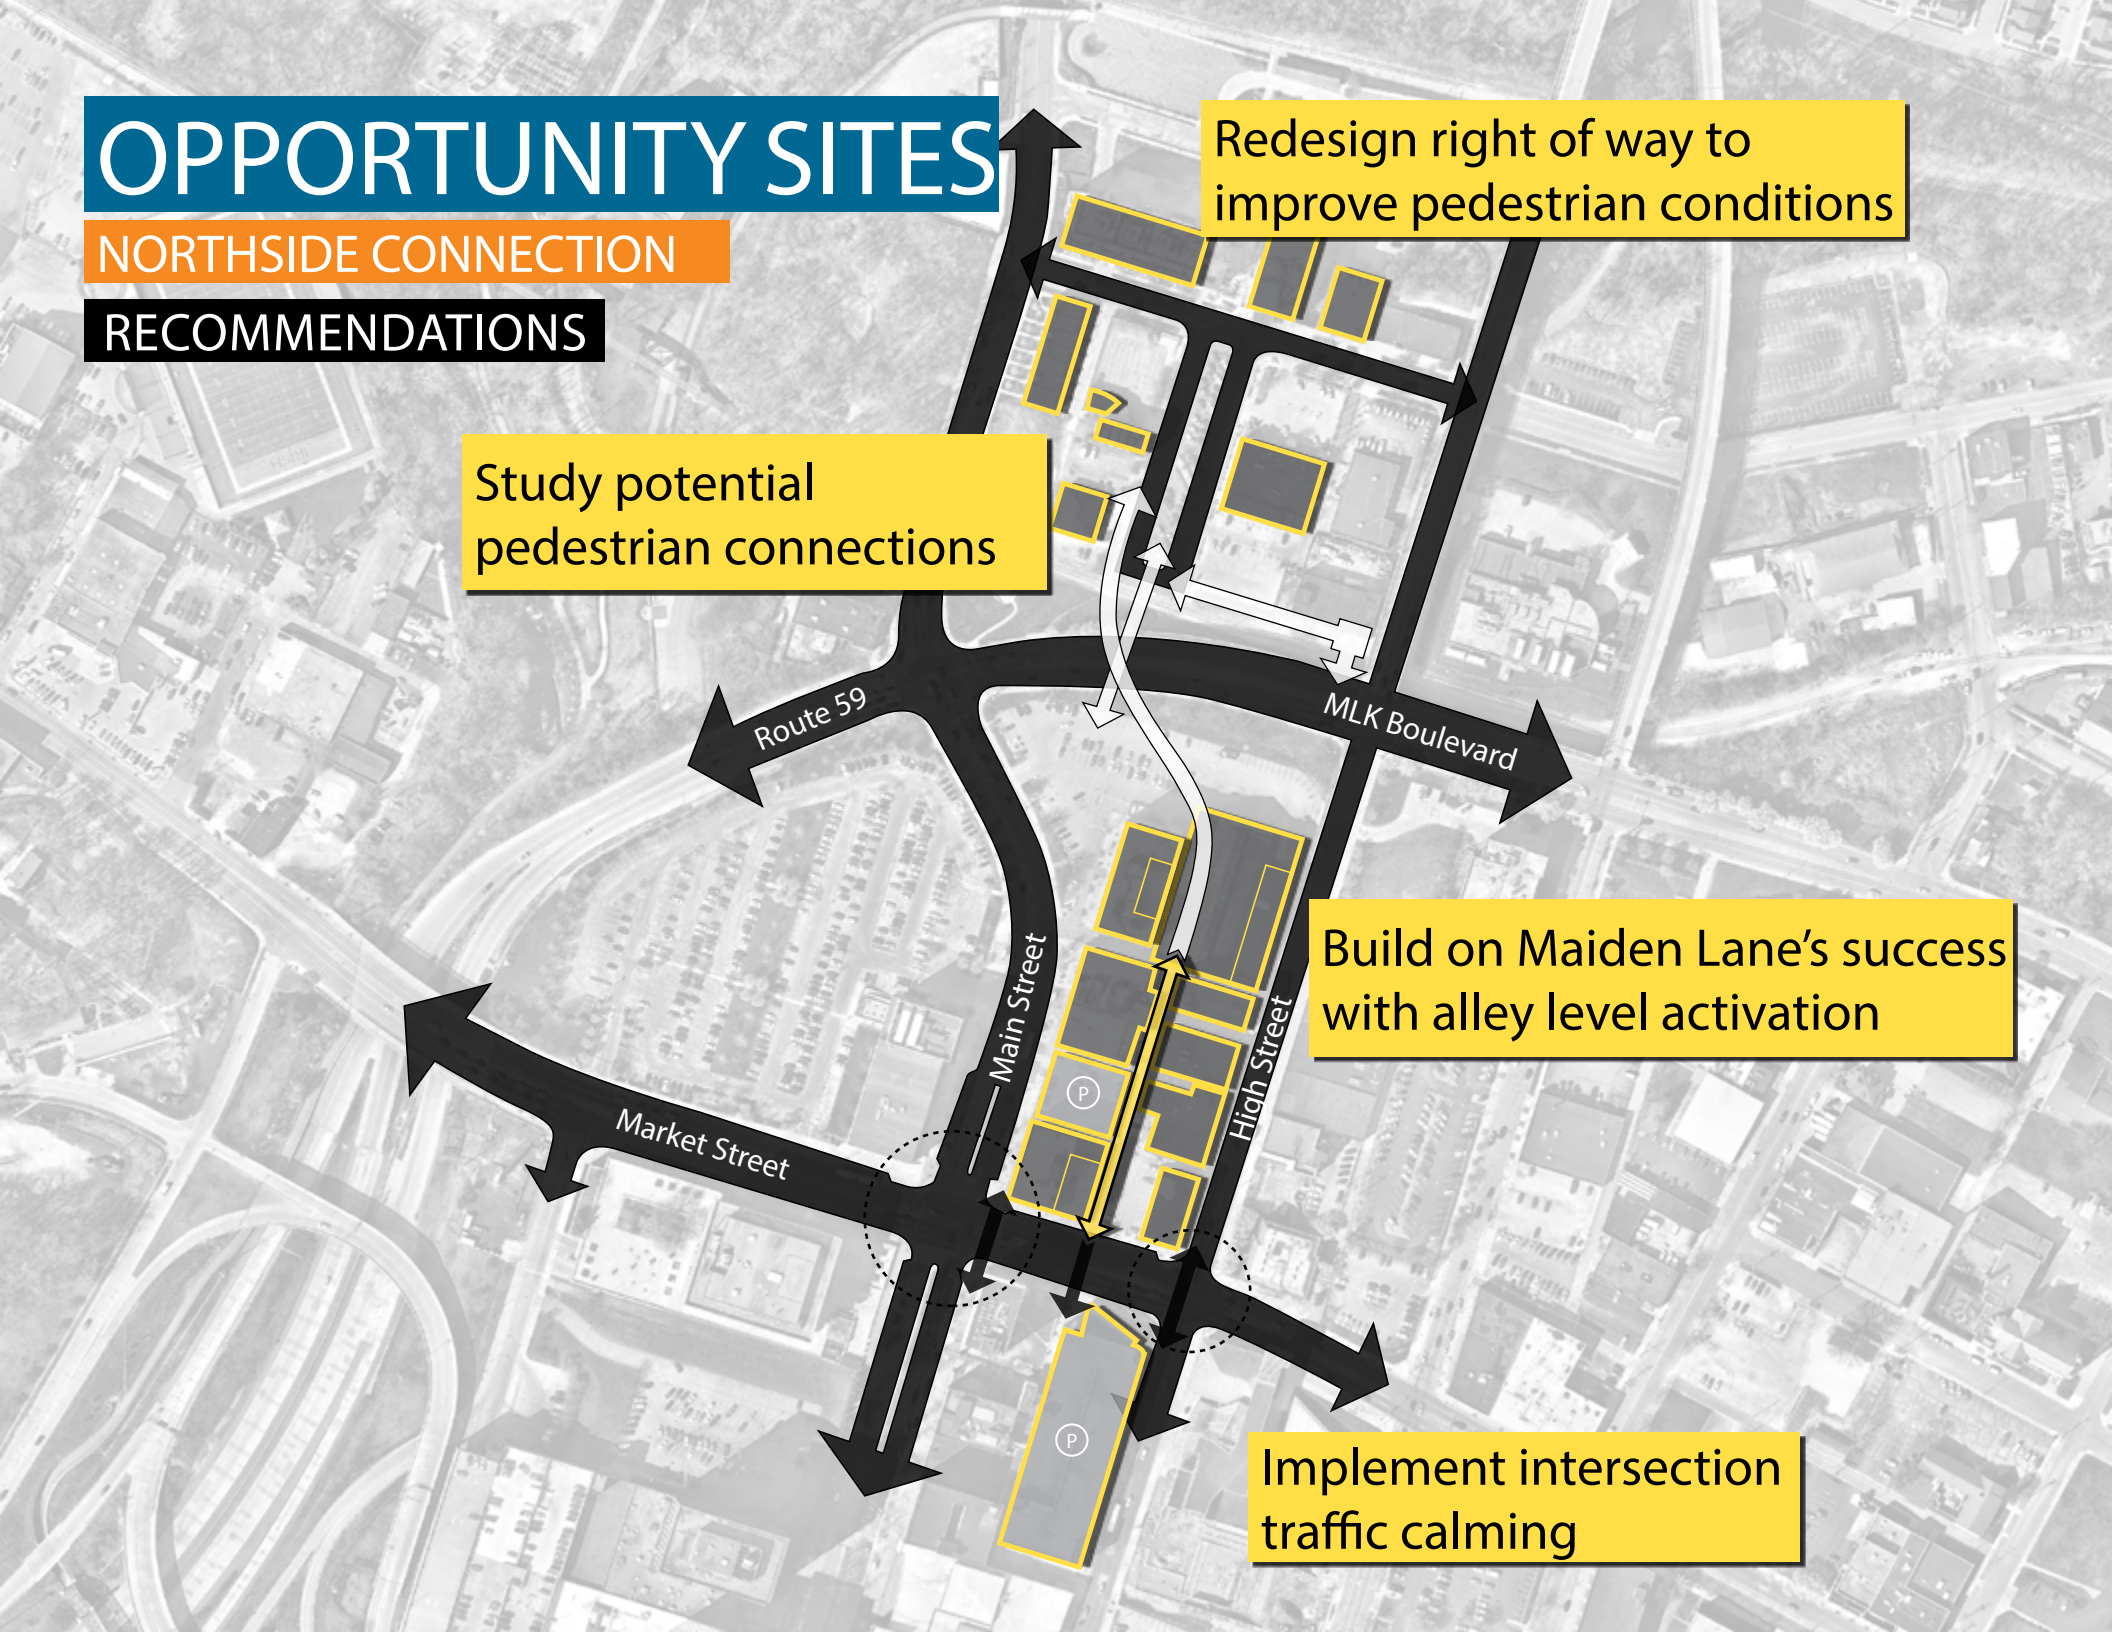 OPPORTUNITY SITES
NORTHSIDE CONNECTION
RECOMMENDATIONS
Redesign right of way to
improve pedestrian conditions
Study potential
pedestrian connections
Route 59
MLK Boulevard
Build on Maiden Lane's success
with alley level activation
Main Street
High Street
P
Market Street
P
Implement intersection
traffic calming